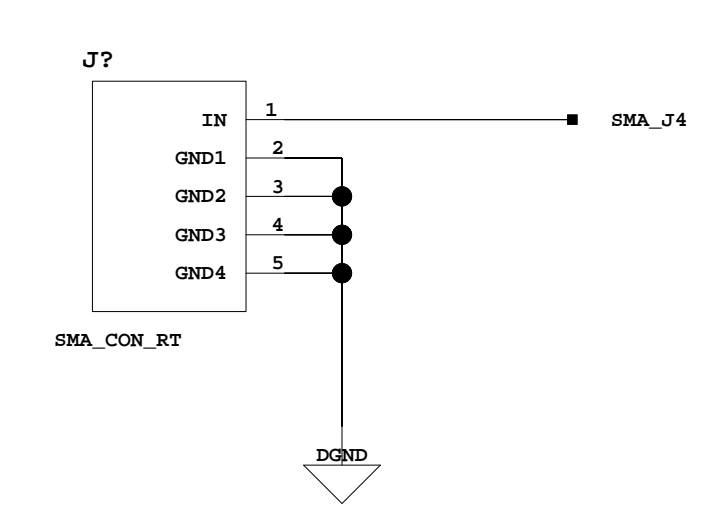 J?
IN 1 SMA_J4
GND1 2
GND2 3
GND3 4
GND4 5
SMA_CON_RT
DGND